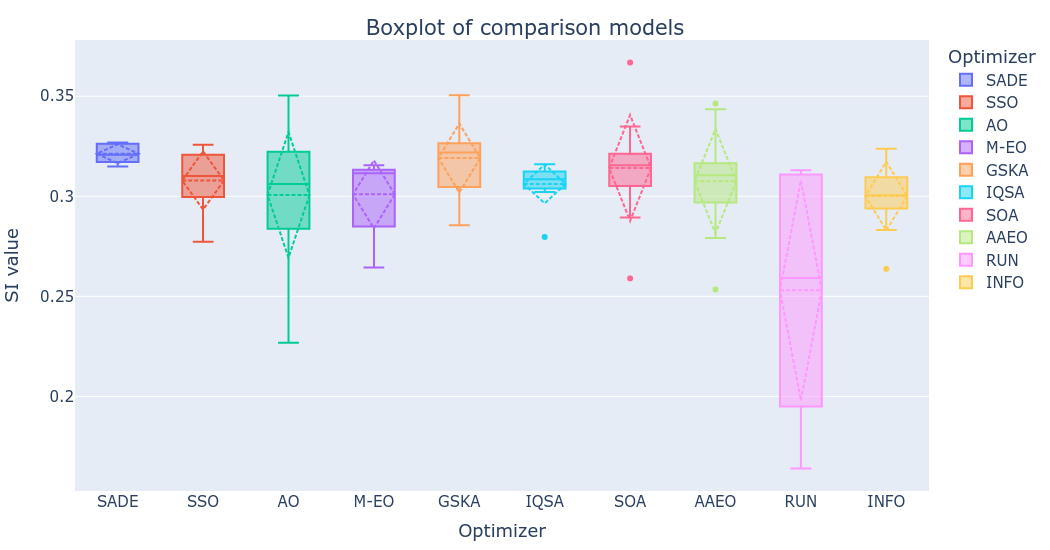 Boxplot of comparison models
Optimizer
SADE
SSO
AO
M-EO
GSKA
IQSA
SOA
AAEO
RUN
INFO
0.35
0.3
0.25
0.2
SI value
SADE SSO AO M-EO GSKA IQSA SOA AAEO RUN INFO
Optimizer